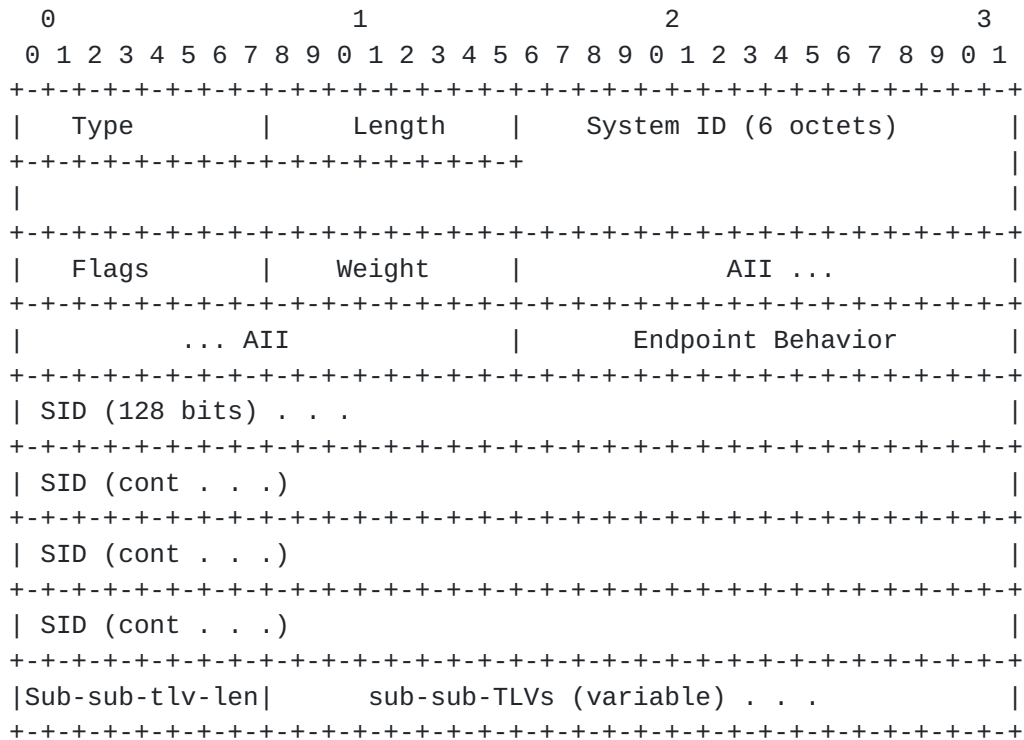 0                   1                   2                   3
 0 1 2 3 4 5 6 7 8 9 0 1 2 3 4 5 6 7 8 9 0 1 2 3 4 5 6 7 8 9 0 1
+-+-+-+-+-+-+-+-+-+-+-+-+-+-+-+-+-+-+-+-+-+-+-+-+-+-+-+-+-+-+-+-+
|   Type        |     Length    |    System ID (6 octets)       |
+-+-+-+-+-+-+-+-+-+-+-+-+-+-+-+-+                               |
|                                                               |
+-+-+-+-+-+-+-+-+-+-+-+-+-+-+-+-+-+-+-+-+-+-+-+-+-+-+-+-+-+-+-+-+
|   Flags       |    Weight     |             AII ...           |
+-+-+-+-+-+-+-+-+-+-+-+-+-+-+-+-+-+-+-+-+-+-+-+-+-+-+-+-+-+-+-+-+
|          ... AII              |       Endpoint Behavior       |
+-+-+-+-+-+-+-+-+-+-+-+-+-+-+-+-+-+-+-+-+-+-+-+-+-+-+-+-+-+-+-+-+
| SID (128 bits) . . .                                          |
+-+-+-+-+-+-+-+-+-+-+-+-+-+-+-+-+-+-+-+-+-+-+-+-+-+-+-+-+-+-+-+-+
| SID (cont . . .)                                              |
+-+-+-+-+-+-+-+-+-+-+-+-+-+-+-+-+-+-+-+-+-+-+-+-+-+-+-+-+-+-+-+-+
| SID (cont . . .)                                              |
+-+-+-+-+-+-+-+-+-+-+-+-+-+-+-+-+-+-+-+-+-+-+-+-+-+-+-+-+-+-+-+-+
| SID (cont . . .)                                              |
+-+-+-+-+-+-+-+-+-+-+-+-+-+-+-+-+-+-+-+-+-+-+-+-+-+-+-+-+-+-+-+-+
|Sub-sub-tlv-len|      sub-sub-TLVs (variable) . . .            |
+-+-+-+-+-+-+-+-+-+-+-+-+-+-+-+-+-+-+-+-+-+-+-+-+-+-+-+-+-+-+-+-+